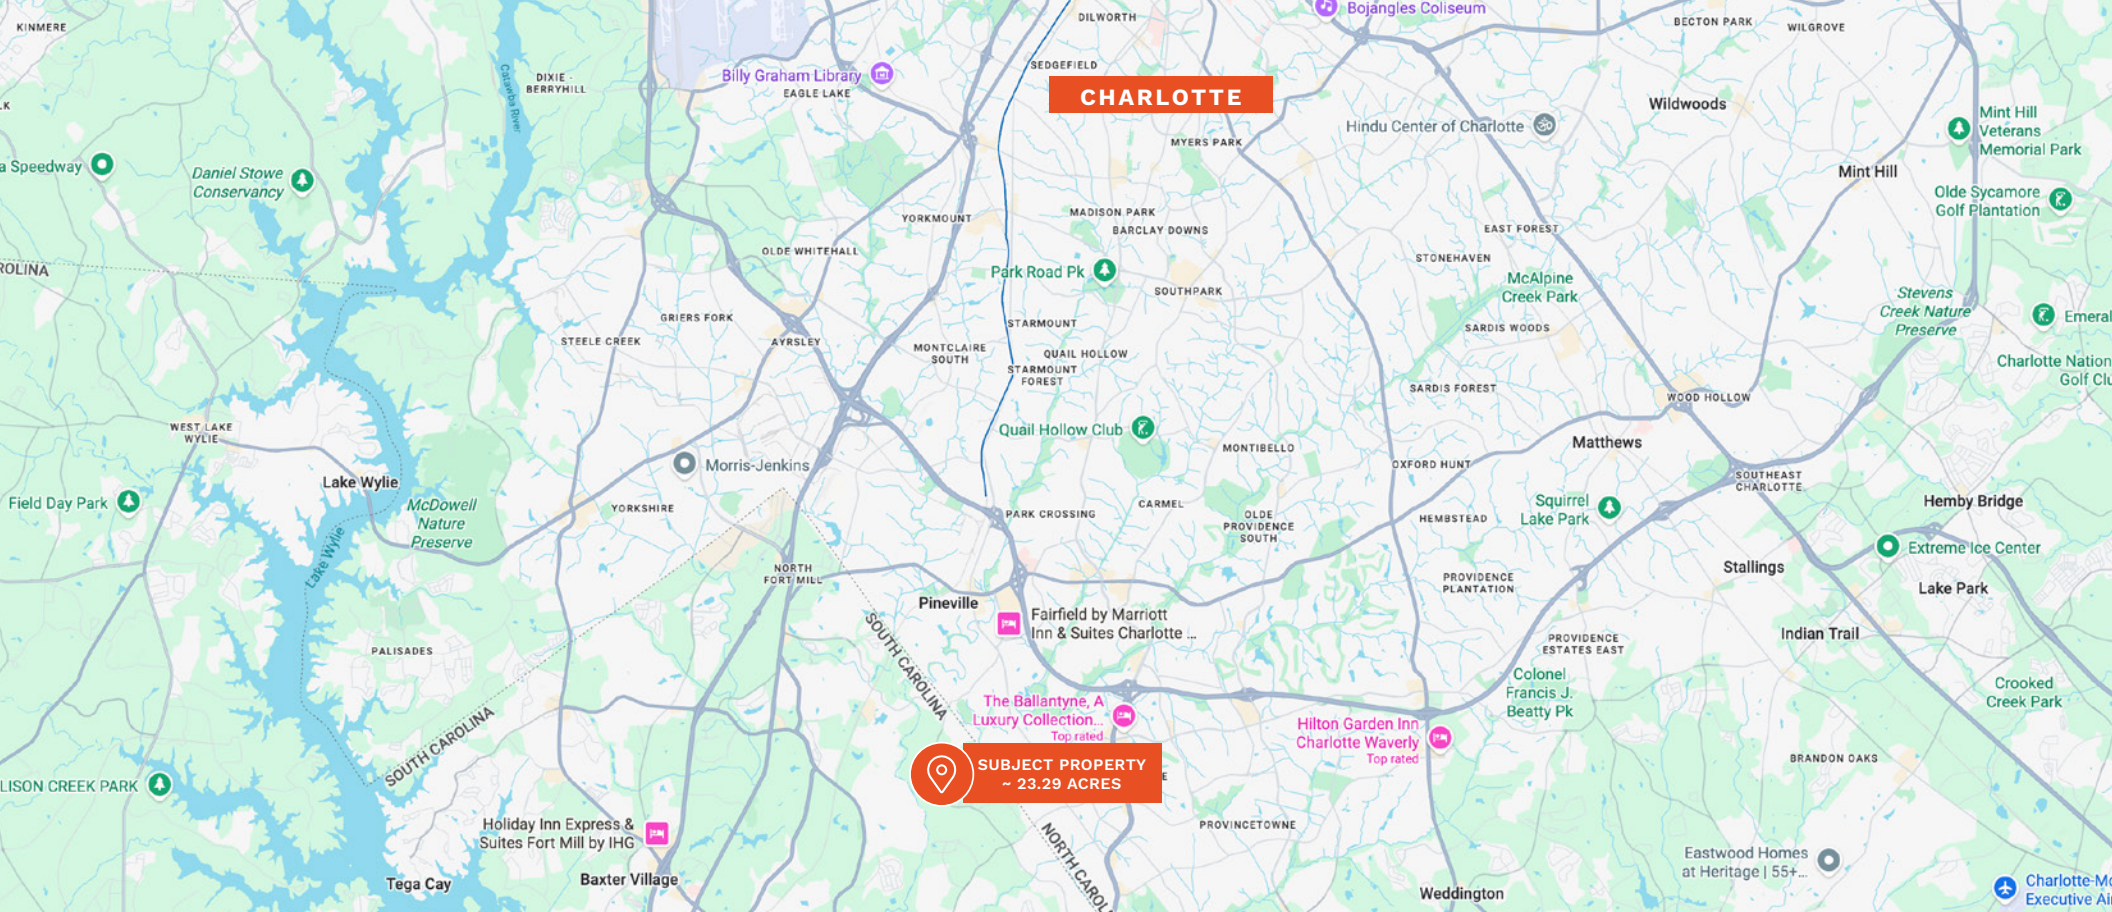 KINMERE
DILWORTH
Bojangles Coliseum
BECTON PARK
WILGROVE
SEDGEFIELD
Billy Graham Library
EAGLE LAKE
DIXIE -
BERRYHILL
Catawba River
LK
CHARLOTTE
Wildwoods
Hindu Center of Charlotte
Mint Hill
Veterans
Memorial Park
MYERS PARK
a Speedway
Daniel Stowe
Conservancy
Mint Hill
Olde Sycamore
Golf Plantation
YORKMOUNT
MADISON PARK
BARCLAY DOWNS
EAST FOREST
OLDE WHITEHALL
STONEHAVEN
ROLINA
Park Road Pk
McAlpine
Creek Park
SOUTHPARK
Stevens
Creek Nature
Preserve
Emeral
GRIERS FORK
STARMOUNT
SARDIS WOODS
STEELE CREEK
AYRSLEY
MONTCLAIRE
SOUTH
QUAIL HOLLOW
STARMOUNT
FOREST
Charlotte Nation
Golf Clu
SARDIS FOREST
WOOD HOLLOW
WEST LAKE
WYLIE
Quail Hollow Club
MONTIBELLO
Matthews
Morris-Jenkins
OXFORD HUNT
SOUTHEAST
CHARLOTTE
Lake Wylie
Field Day Park
McDowell
Nature
Preserve
YORKSHIRE
PARK CROSSING
CARMEL
OLDE
PROVIDENCE
SOUTH
HEMBSTEAD
Squirrel
Lake Park
Hemby Bridge
Lake Wylie
Extreme Ice Center
NORTH
FORT MILL
Stallings
PROVIDENCE
PLANTATION
Lake Park
Pineville
Fairfield by Marriott
Inn & Suites Charlotte ...
SOUTH CAROLINA
PALISADES
PROVIDENCE
ESTATES EAST
Indian Trail
Colonel
Francis J.
Beatty Pk
Crooked
Creek Park
The Ballantyne, A
Luxury Collection...
Top rated
Hilton Garden Inn
Charlotte Waverly
Top rated
SOUTH CAROLINA
SUBJECT PROPERTY
~ 23.29 ACRES
E
BRANDON OAKS
LISON CREEK PARK
Holiday Inn Express &
Suites Fort Mill by IHG
PROVINCETOWNE
NORTH CAROL
Eastwood Homes
at Heritage | 55+...
Tega Cay
Baxter Village
Weddington
Charlotte-Mo
Executive Air